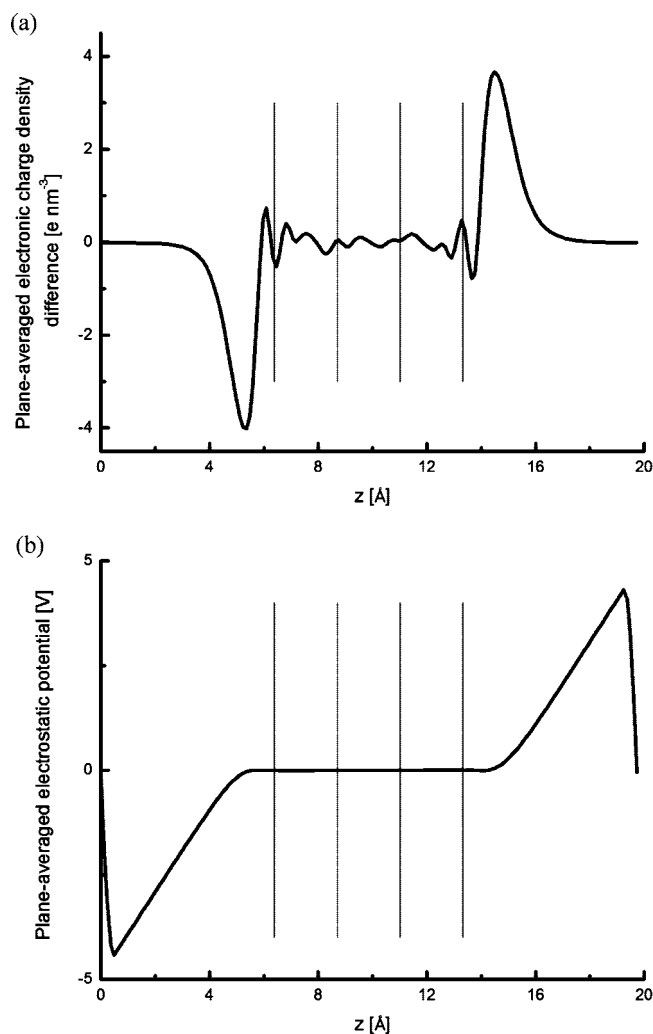 (a)
4
2
0
-2
-4
0
4
8
12
16
20
z [Å]
Plane-averaged electronic charge density
difference [e nm⁻³]
(b)
5
0
-5
0
4
8
12
16
20
z [Å]
Plane-averaged electrostatic potential [V]